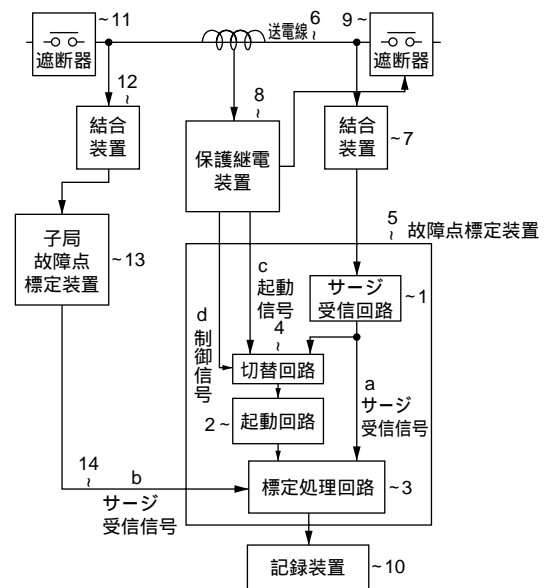 ~11
遮断器
6
送電線
~
9~
遮断器
12
~
結合
装置
8
~
保護継電
装置
結合
装置
~7
子局
故障点
標定装置
~13
5
~
故障点標定装置
c
起動
信号
サージ
受信回路
~1
d
制御信号
4
~
切替回路
a
サージ
受信信号
2~
起動回路
14
~
b
サージ
受信信号
標定処理回路
~3
記録装置
~10